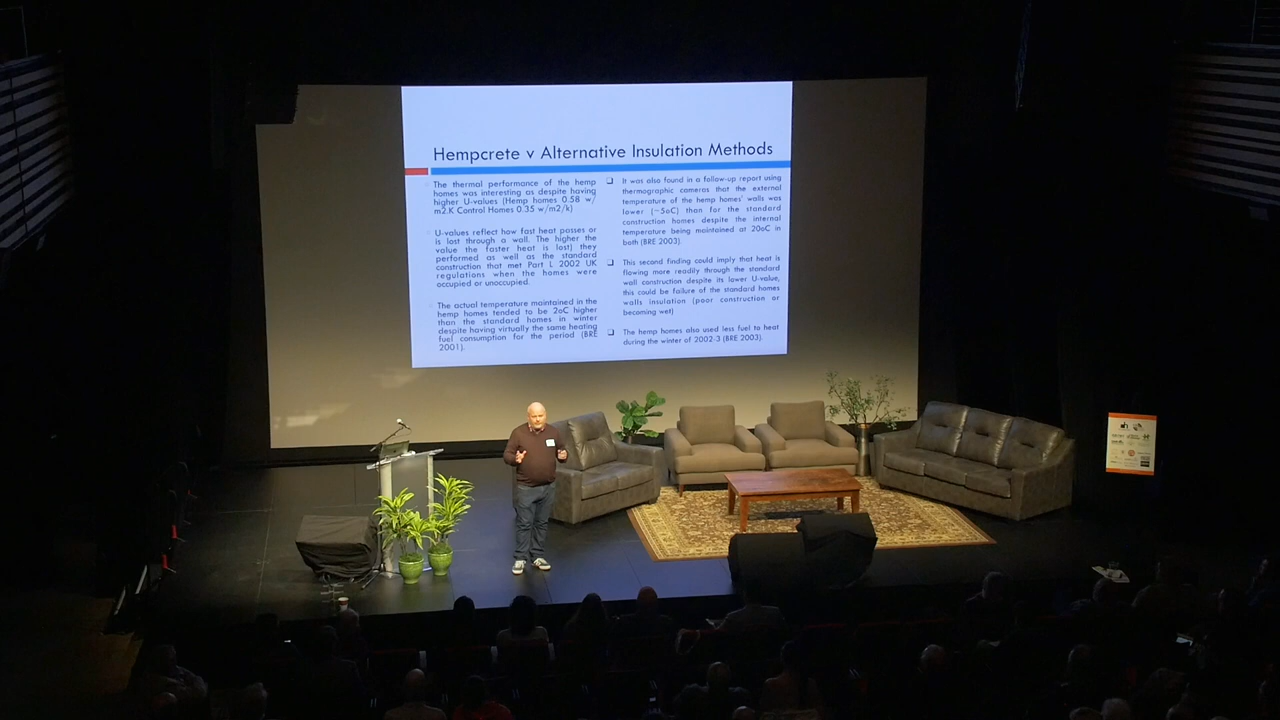 Hempcrete v Alternative Insulation Methods
The thermal performance of the hemp
homes was interesting as despite having
higher U-values (Hemp homes 0.58 w/
m2.K Control Homes 0.35 w/m2/k)
U-values reflect how fast heat passes or
is lost through a wall. The higher the
value the faster heat is lost) they
performed as well as the standard
construction that met Part L 2002 UK
regulations when the homes were
occupied or unoccupied.
The actual temperature maintained in the
hemp homes tended to be 2oC higher
than the standard homes in winter
despite having virtually the same heating
fuel consumption for the period (BRE
2001).
It was also found in a follow-up report using
thermographic cameras that the external
temperature of the hemp homes' walls was
lower (~5oC) than for the standard
construction homes despite the internal
temperature being maintained at 20oC in
both (BRE 2003).
This second finding could imply that heat is
flowing more readily through the standard
wall construction despite its lower U-value,
this could be failure of the standard homes
walls insulation (poor construction or
becoming wet)
The hemp homes also used less fuel to heat
during the winter of 2002-3 (BRE 2003).